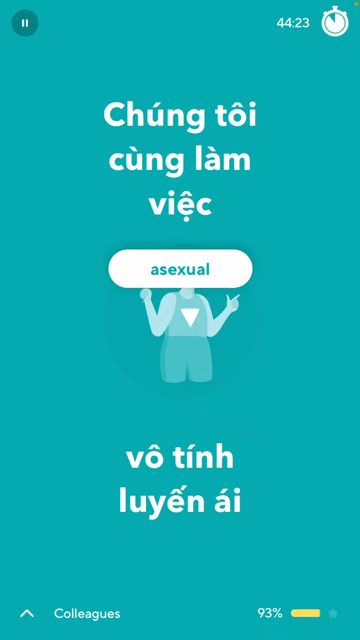 44:23
Chúng tôi
cùng làm
việc
asexual
vô tính
luyến ái
Colleagues
93%